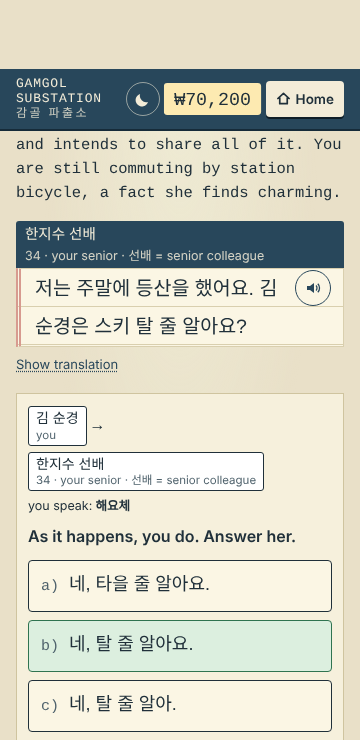 GAMGOL
SUBSTATION
감골 파출소
₩70,200
Home
and intends to share all of it. You
are still commuting by station
bicycle, a fact she finds charming.
한지수 선배
34 · your senior · 선배 = senior colleague
저는 주말에 등산을 했어요. 김
순경은 스키 탈 줄 알아요?
Show translation
김 순경
you
→
한지수 선배
34 · your senior · 선배 = senior colleague
you speak: 해요체
As it happens, you do. Answer her.
a) 네, 타을 줄 알아요.
b) 네, 탈 줄 알아요.
c) 네, 탈 줄 알아.